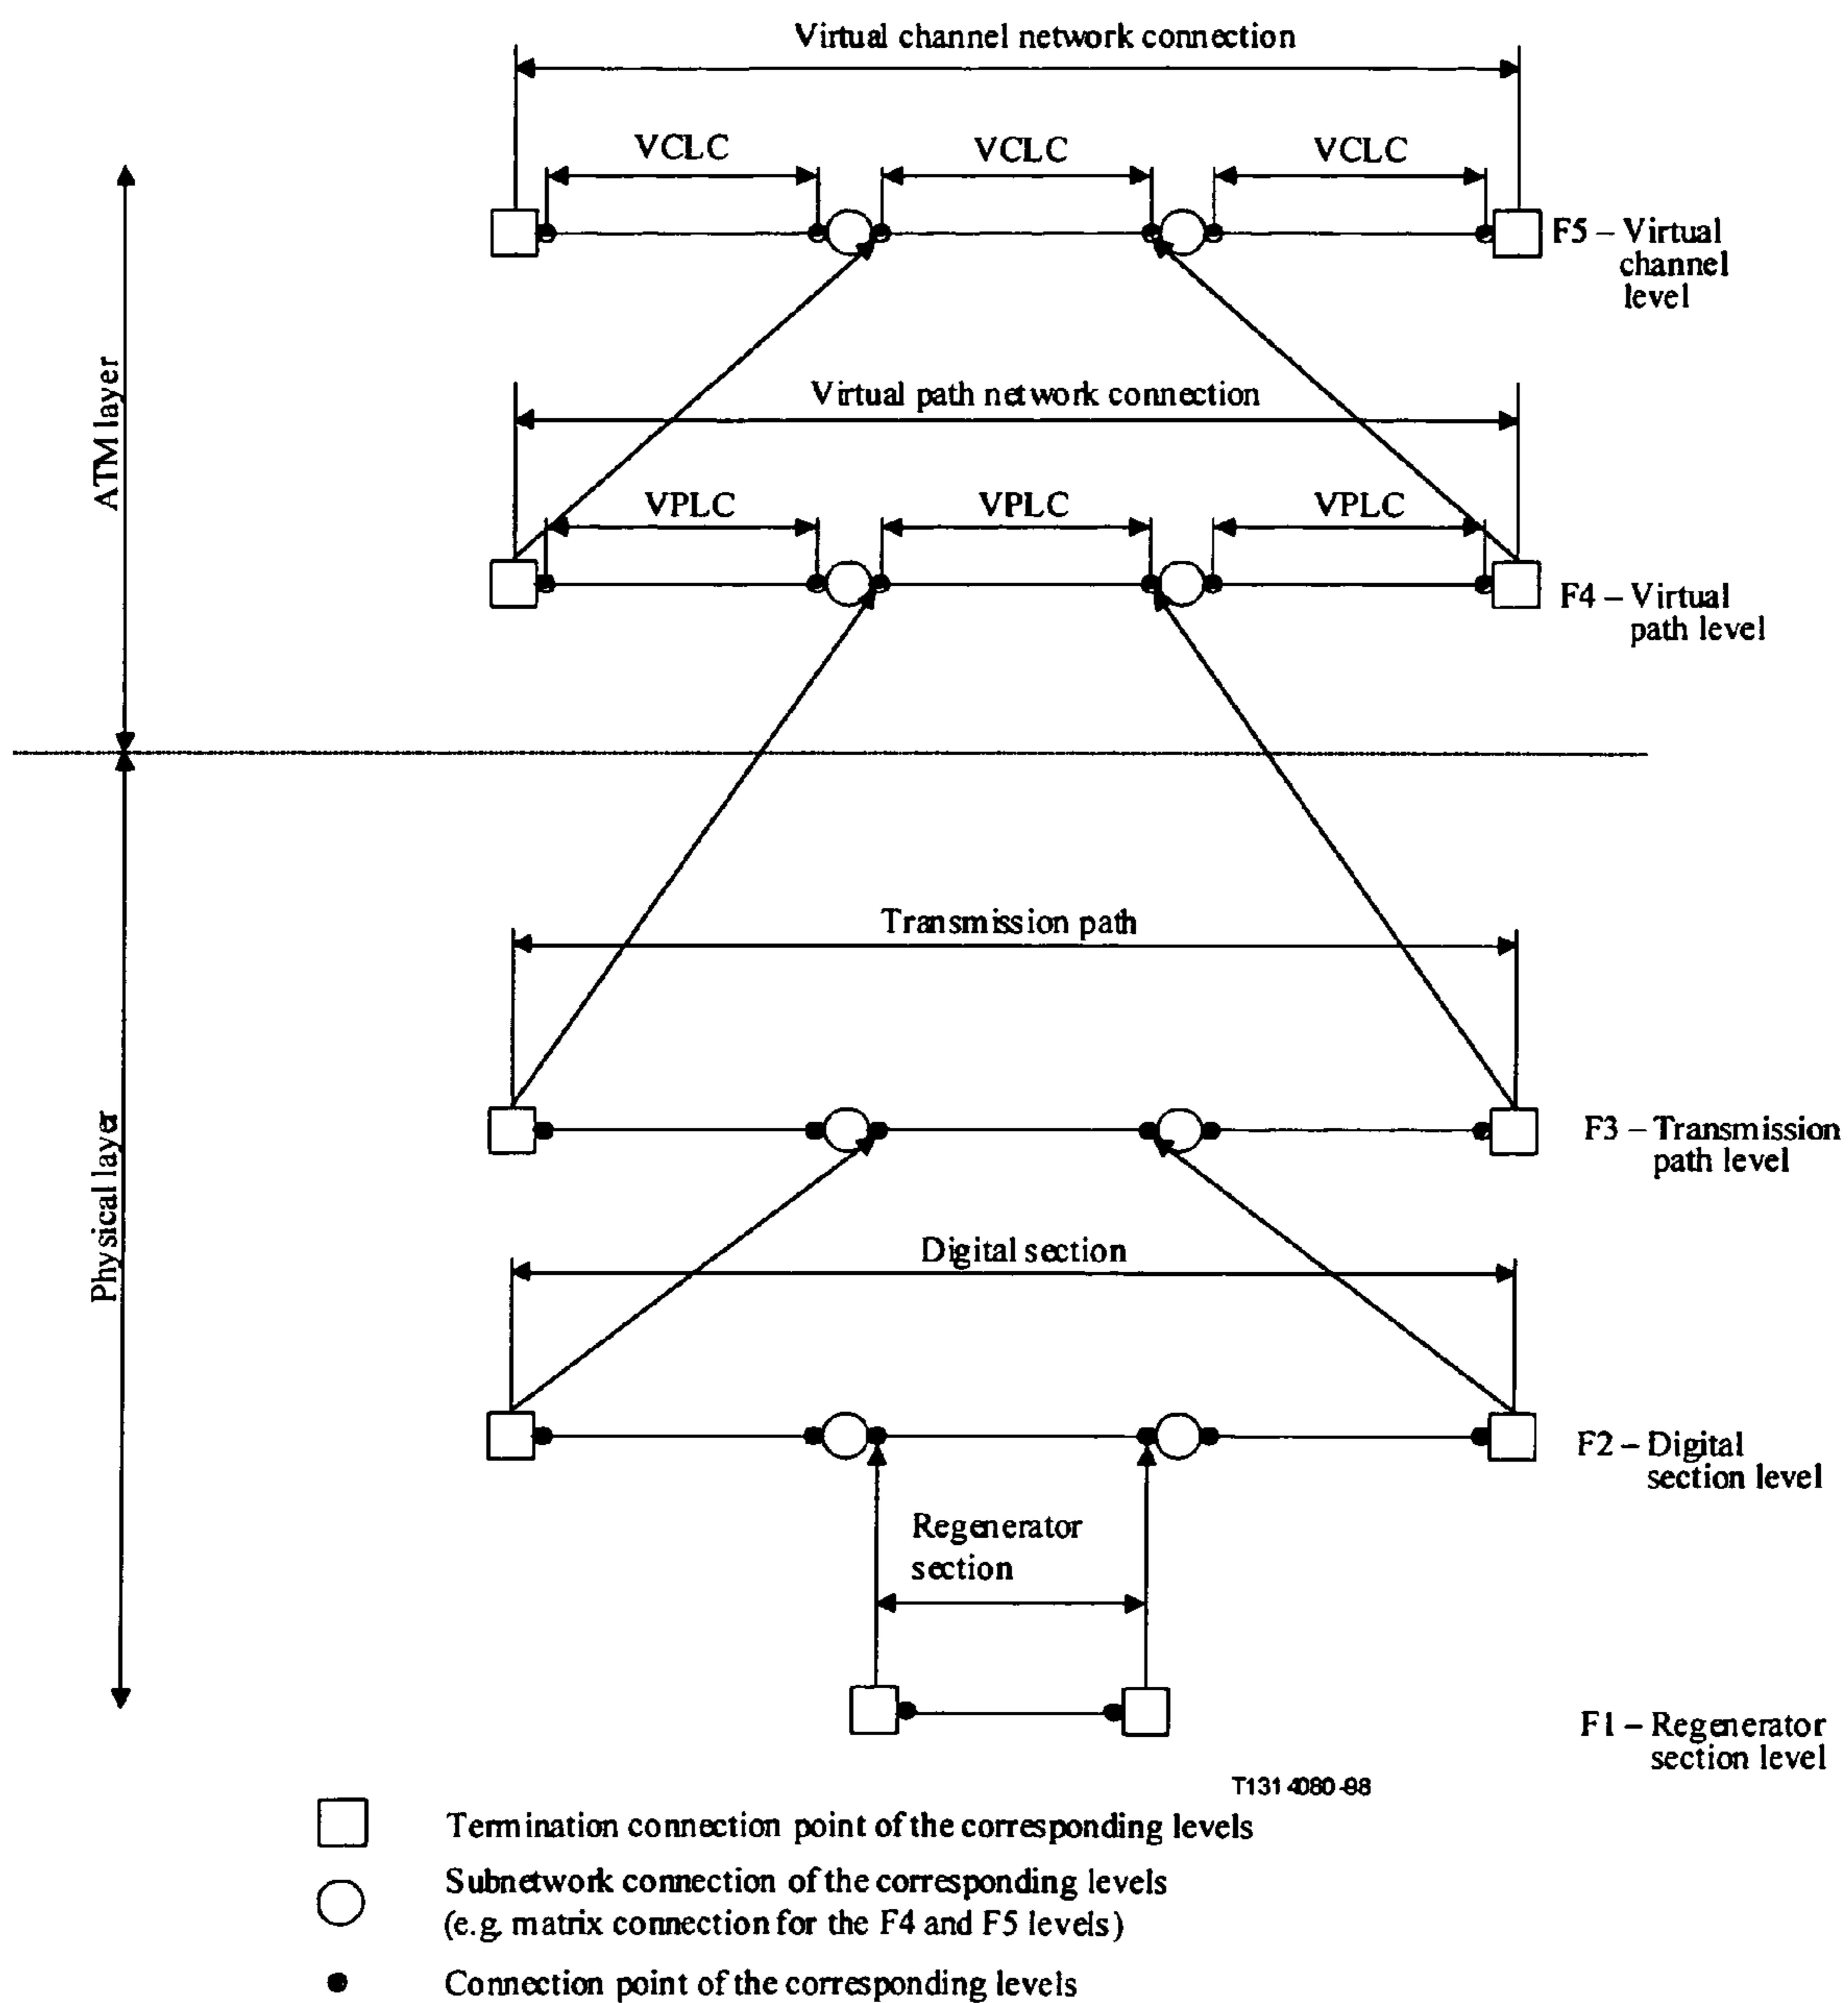 Virtual channel network connection
VCLC
VCLC
VCLC
F5 – Virtual
channel
level
ATM layer
Virtual path network connection
VPLC
VPLC
VPLC
F4 – Virtual
path level
Physical layer
Transmission path
F3 – Transmission
path level
Digital section
F2 – Digital
section level
Regenerator
section
F1 – Regenerator
section level
T1314080-98
Termination connection point of the corresponding levels
Subnetwork connection of the corresponding levels
(e.g. matrix connection for the F4 and F5 levels)
Connection point of the corresponding levels